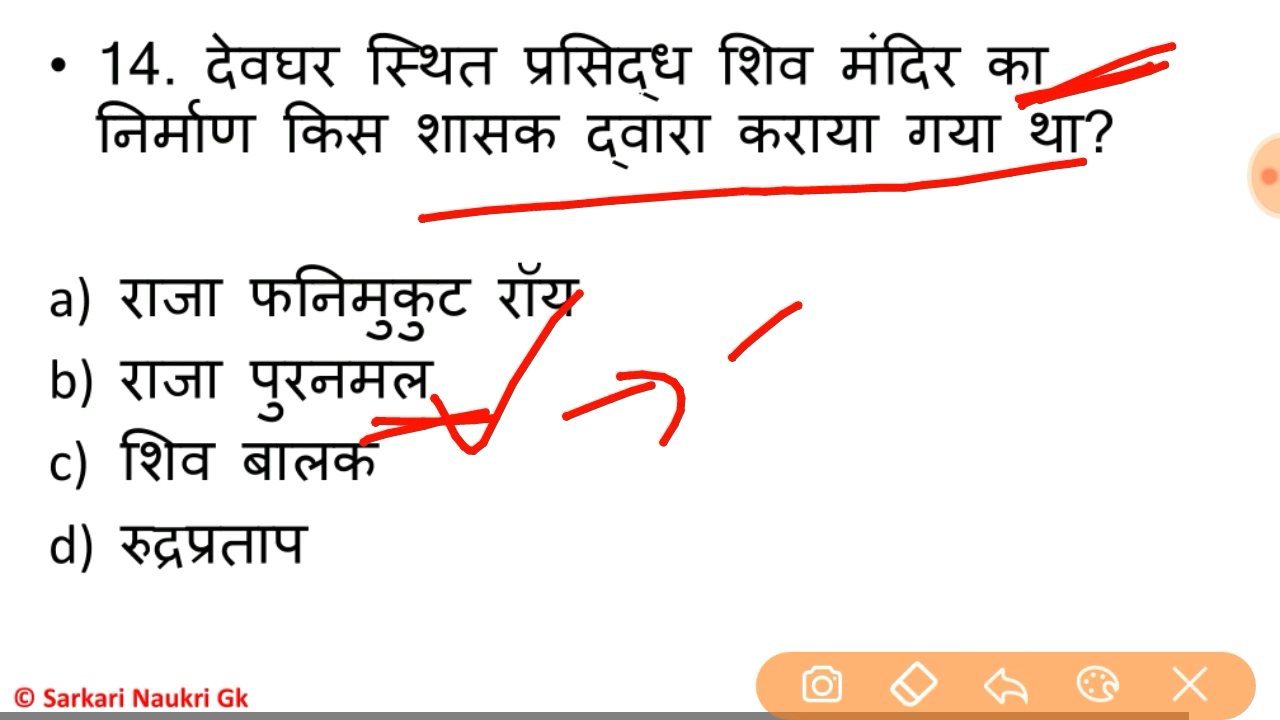 • 14. देवघर स्थित प्रसिद्ध शिव मंदिर का
निर्माण किस शासक द्वारा कराया गया था?
a) राजा फनिमुकुट रॉय
b) राजा पुरनमल
c) शिव बालक
d) रुद्रप्रताप
© Sarkari Naukri Gk